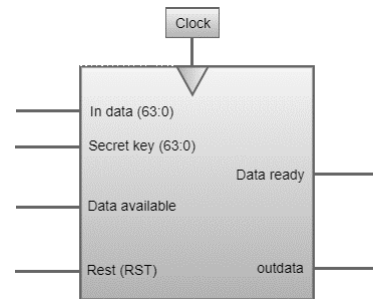 Clock
In data (63:0)
Secret key (63:0)
Data ready
Data available
Rest (RST)
outdata